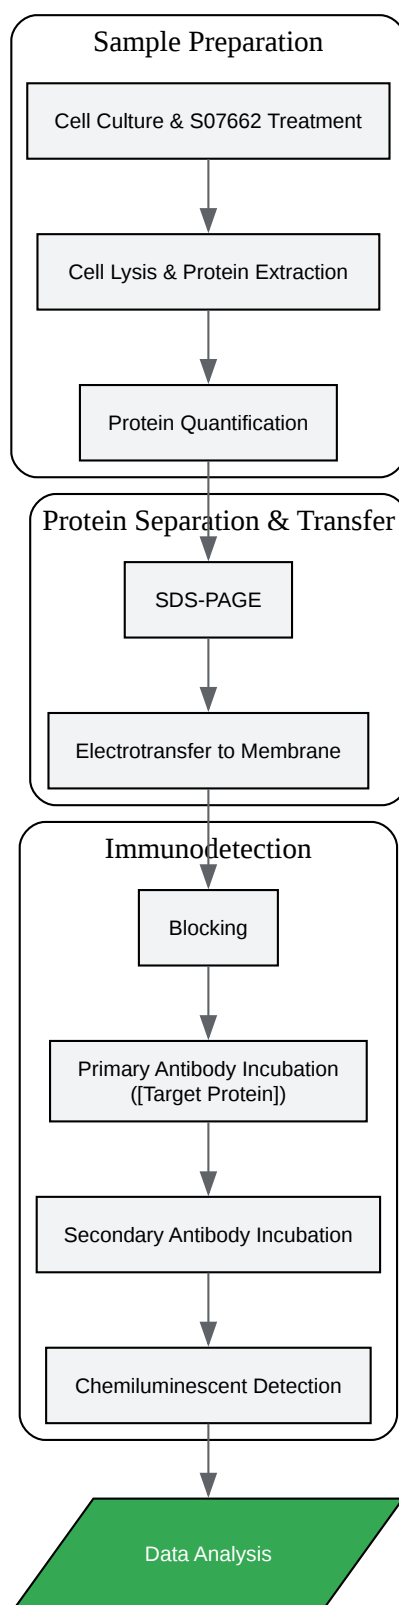 Sample Preparation
Cell Culture & S07662 Treatment
Cell Lysis & Protein Extraction
Protein Quantification
Protein Separation & Transfer
SDS-PAGE
Electrotransfer to Membrane
Immunodetection
Blocking
Primary Antibody Incubation
([Target Protein])
Secondary Antibody Incubation
Chemiluminescent Detection
Data Analysis